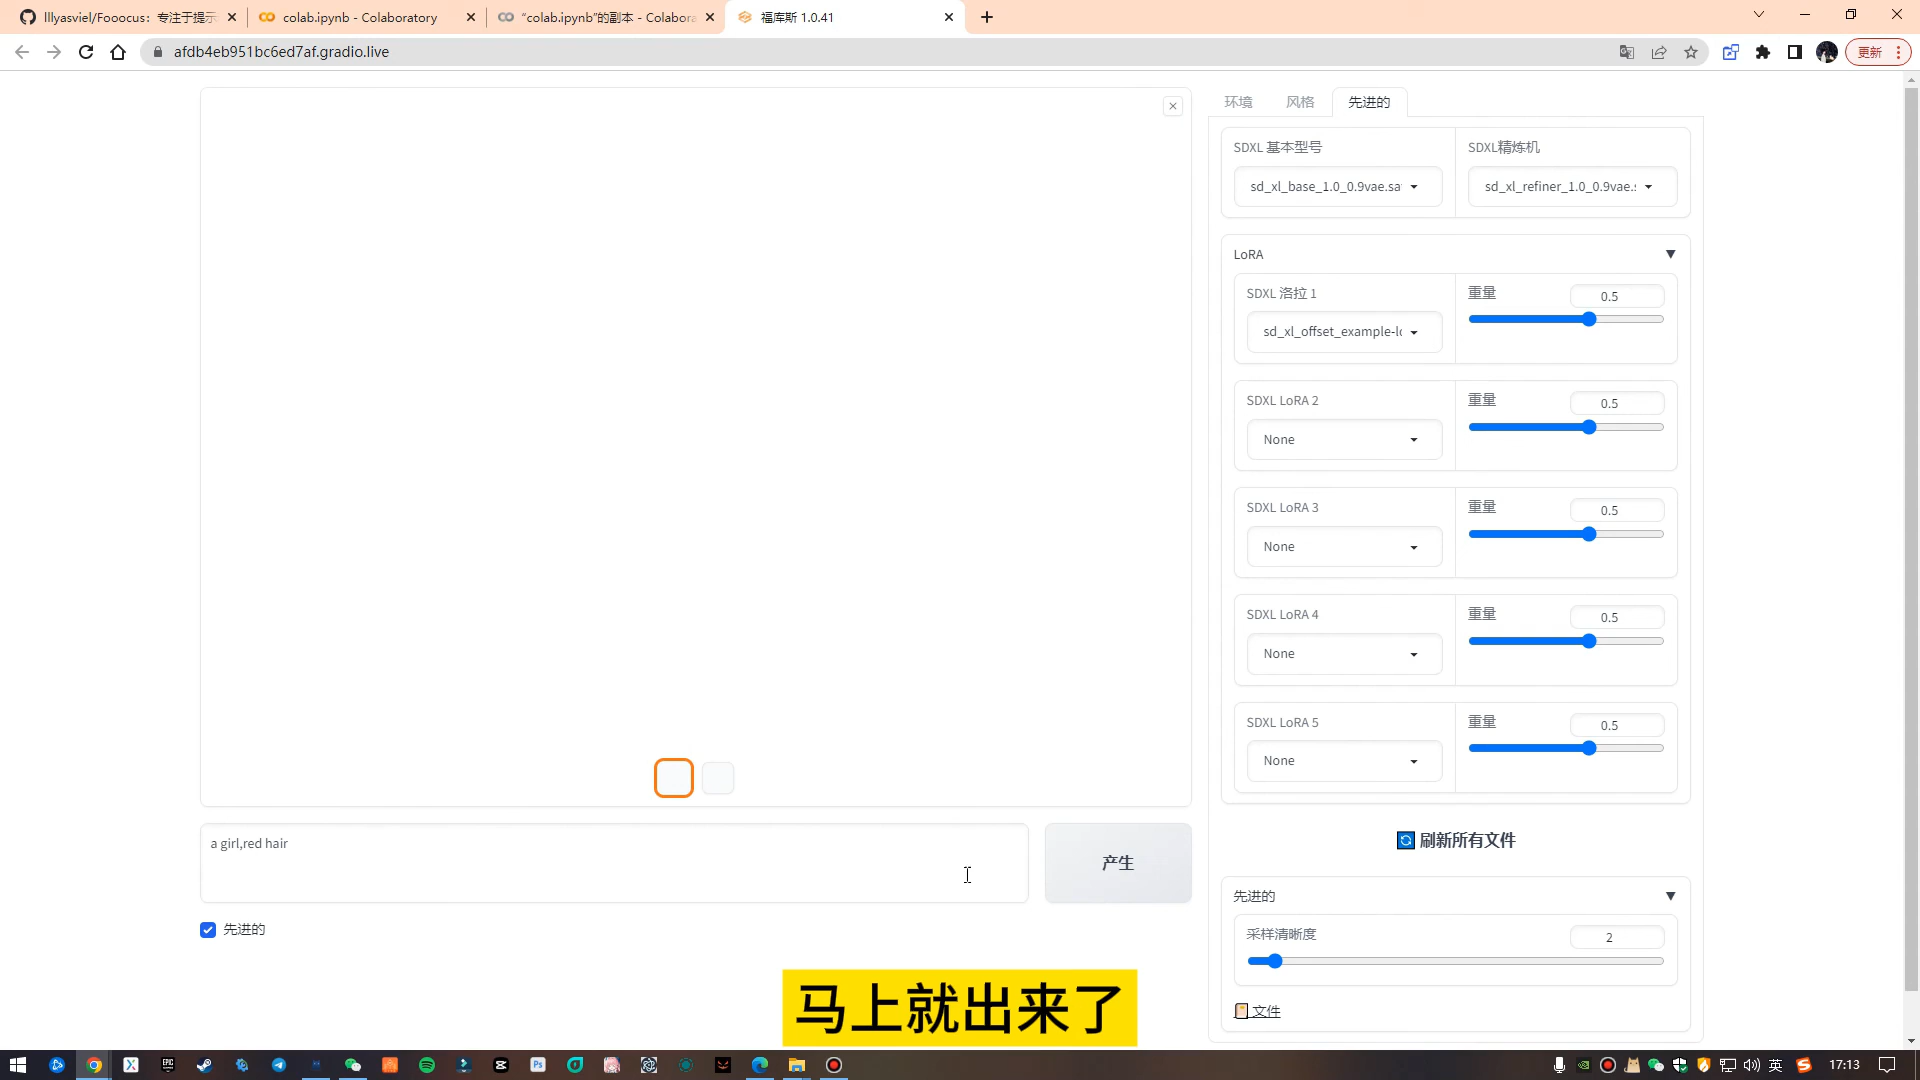 lllyasviel/Fooocus：专注于提示
colab.ipynb - Colaboratory
“colab.ipynb”的副本 - Colabora
福库斯 1.0.41
afdb4eb951bc6ed7af.gradio.live
更新
环境
风格
先进的
SDXL 基本型号
SDXL精炼机
sd_xl_base_1.0_0.9vae.sa
sd_xl_refiner_1.0_0.9vae.
LoRA
SDXL 洛拉 1
重量
0.5
sd_xl_offset_example-lo
SDXL LoRA 2
重量
0.5
None
SDXL LoRA 3
重量
0.5
None
SDXL LoRA 4
重量
0.5
None
SDXL LoRA 5
重量
0.5
None
a girl,red hair
产生
刷新所有文件
先进的
先进的
采样清晰度
2
文件
马上就出来了
英
17:13